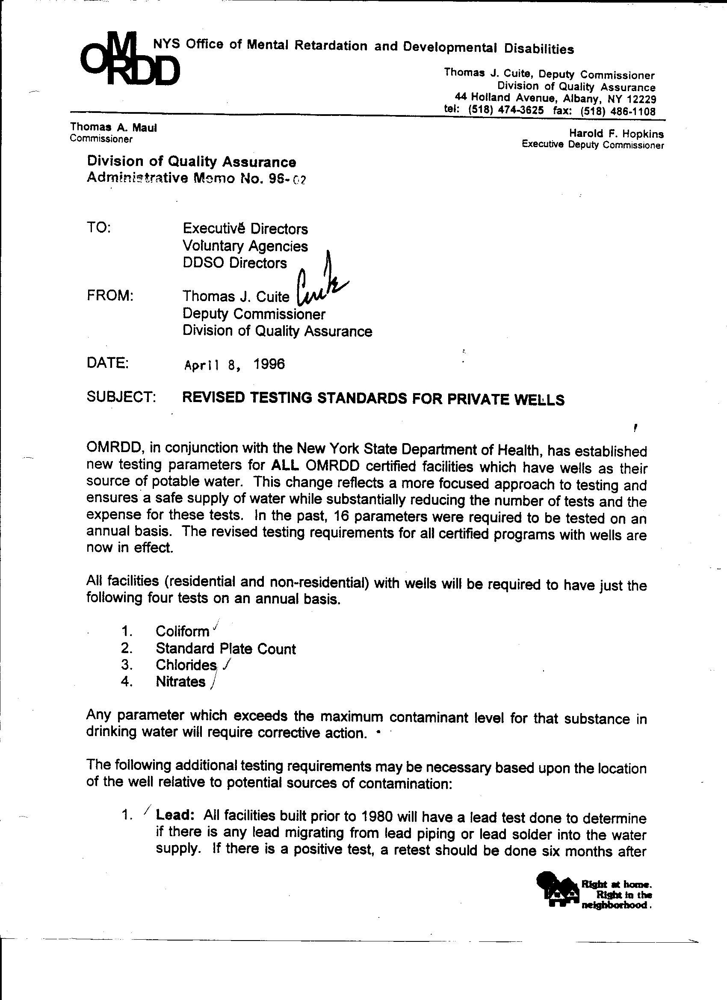 OMRDD
NYS Office of Mental Retardation and Developmental Disabilities
Thomas J. Cuite, Deputy Commissioner
Division of Quality Assurance
44 Holland Avenue, Albany, NY 12229
tel: (518) 474-3625 fax: (518) 486-1108
Thomas A. Maul
Commissioner
Harold F. Hopkins
Executive Deputy Commissioner
Division of Quality Assurance
Administrative Memo No. 96-02
TO: Executive Directors
Voluntary Agencies
DDSO Directors
FROM: Thomas J. Cuite Cuite
Deputy Commissioner
Division of Quality Assurance
DATE: April 8, 1996
SUBJECT: REVISED TESTING STANDARDS FOR PRIVATE WELLS
OMRDD, in conjunction with the New York State Department of Health, has established
new testing parameters for ALL OMRDD certified facilities which have wells as their
source of potable water. This change reflects a more focused approach to testing and
ensures a safe supply of water while substantially reducing the number of tests and the
expense for these tests. In the past, 16 parameters were required to be tested on an
annual basis. The revised testing requirements for all certified programs with wells are
now in effect.
All facilities (residential and non-residential) with wells will be required to have just the
following four tests on an annual basis.
1. Coliform ✓
2. Standard Plate Count
3. Chlorides ✓
4. Nitrates ✓
Any parameter which exceeds the maximum contaminant level for that substance in
drinking water will require corrective action.
The following additional testing requirements may be necessary based upon the location
of the well relative to potential sources of contamination:
1. Lead: All facilities built prior to 1980 will have a lead test done to determine
if there is any lead migrating from lead piping or lead solder into the water
supply. If there is a positive test, a retest should be done six months after
Right at home.
Right in the
neighborhood.